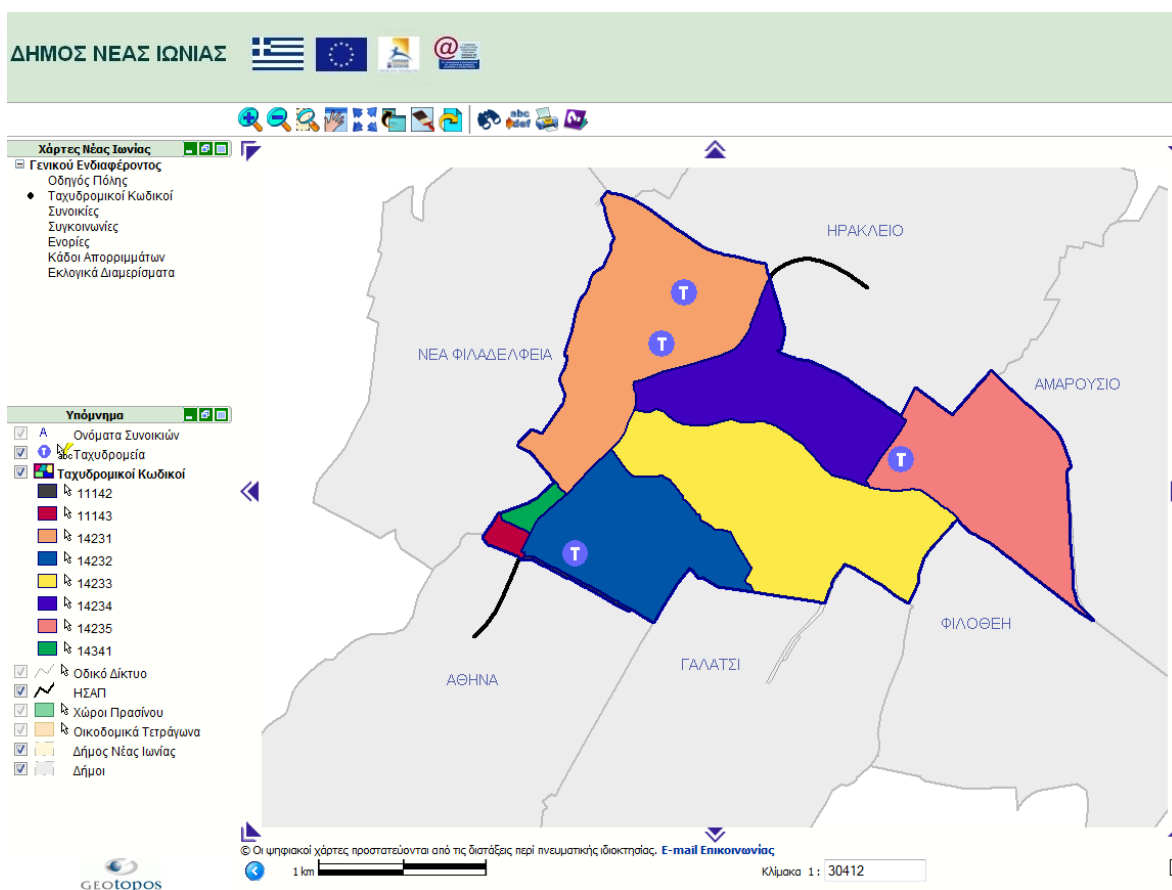 ΔΗΜΟΣ ΝΕΑΣ ΙΩΝΙΑΣ
Χάρτες Νέας Ιωνίας
Γενικού Ενδιαφέροντος
Οδηγός Πόλης
Ταχυδρομικοί Κωδικοί
Συνοικίες
Συγκοινωνίες
Ενορίες
Κάδοι Απορριμμάτων
Εκλογικά Διαμερίσματα
Υπόμνημα
A Ονόματα Συνοικιών
T abc Ταχυδρομεία
Ταχυδρομικοί Κωδικοί
11142
11143
14231
14232
14233
14234
14235
14341
Οδικό Δίκτυο
ΗΣΑΠ
Χώροι Πρασίνου
Οικοδομικά Τετράγωνα
Δήμος Νέας Ιωνίας
Δήμοι
GEOTOPOS
abc
def
ΗΡΑΚΛΕΙΟ
T
T
ΝΕΑ ΦΙΛΑΔΕΛΦΕΙΑ
ΑΜΑΡΟΥΣΙΟ
T
T
ΦΙΛΟΘΕΗ
ΓΑΛΑΤΣΙ
ΑΘΗΝΑ
© Οι ψηφιακοί χάρτες προστατεύονται από τις διατάξεις περί πνευματικής ιδιοκτησίας. E-mail Επικοινωνίας
1 km
Κλίμακα 1 : 30412